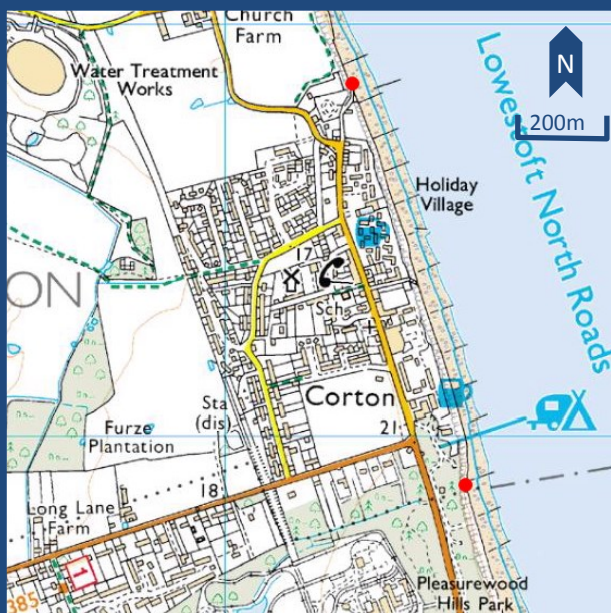 Church
Farm
Water Treatment
Works
N
200m
Lowestoft North Roads
Holiday
Village
17
ON
Sch
Corton
Sta
(dis)
21
Furze
Plantation
18
Long Lane
Farm
385
Pleasurewood
Hills Park